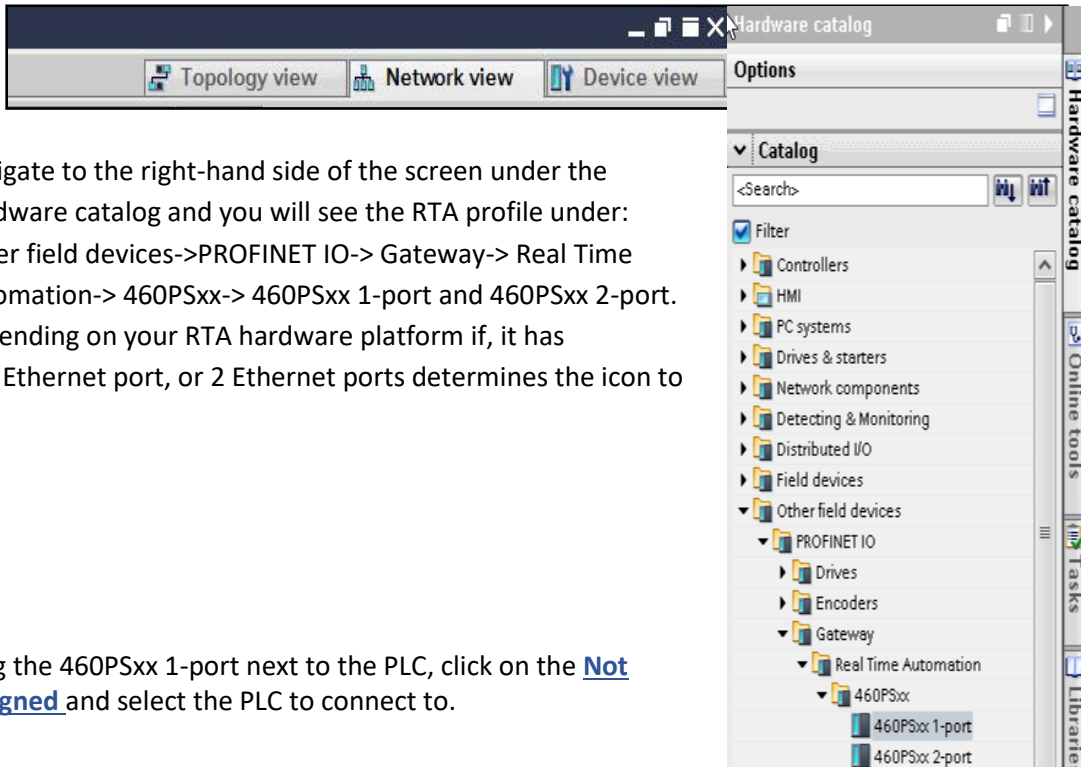 Topology view Network view Device view
igate to the right-hand side of the screen under the
dware catalog and you will see the RTA profile under:
er field devices->PROFINET IO-> Gateway-> Real Time
omation-> 460PSxx-> 460PSxx 1-port and 460PSxx 2-port.
ending on your RTA hardware platform if, it has
Ethernet port, or 2 Ethernet ports determines the icon to
g the 460PSxx 1-port next to the PLC, click on the Not
gned and select the PLC to connect to.
Hardware catalog
Options
Catalog
<Search>
Filter
Controllers
HMI
PC systems
Drives & starters
Network components
Detecting & Monitoring
Distributed I/O
Field devices
Other field devices
PROFINET IO
Drives
Encoders
Gateway
Real Time Automation
460PSxx
460PSxx 1-port
460PSxx 2-port
Hardware catalog
Online tools
Tasks
Librarie